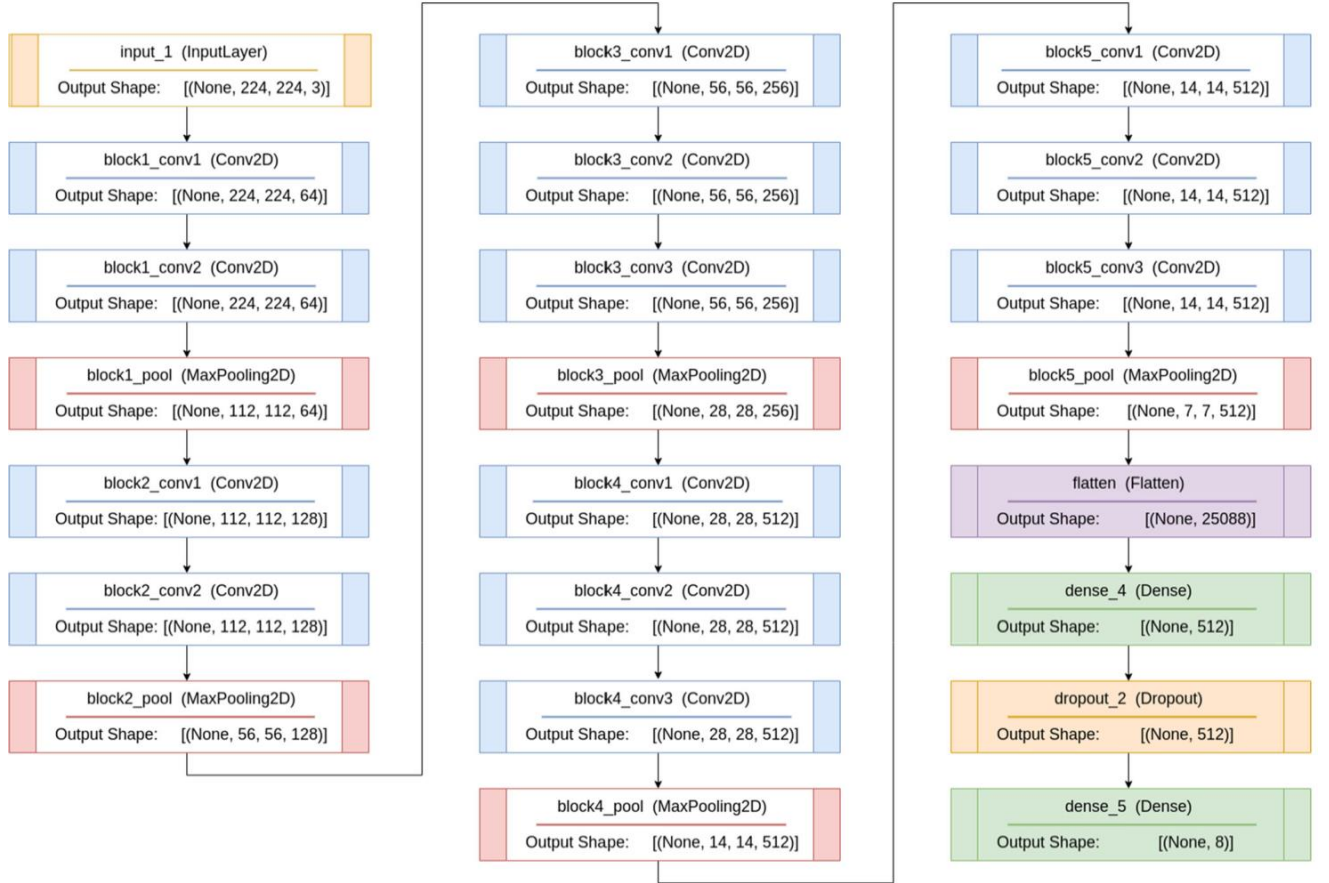 input_1 (InputLayer)
Output Shape: [(None, 224, 224, 3)]
block1_conv1 (Conv2D)
Output Shape: [(None, 224, 224, 64)]
block1_conv2 (Conv2D)
Output Shape: [(None, 224, 224, 64)]
block1_pool (MaxPooling2D)
Output Shape: [(None, 112, 112, 64)]
block2_conv1 (Conv2D)
Output Shape: [(None, 112, 112, 128)]
block2_conv2 (Conv2D)
Output Shape: [(None, 112, 112, 128)]
block2_pool (MaxPooling2D)
Output Shape: [(None, 56, 56, 128)]
block3_conv1 (Conv2D)
Output Shape: [(None, 56, 56, 256)]
block3_conv2 (Conv2D)
Output Shape: [(None, 56, 56, 256)]
block3_conv3 (Conv2D)
Output Shape: [(None, 56, 56, 256)]
block3_pool (MaxPooling2D)
Output Shape: [(None, 28, 28, 256)]
block4_conv1 (Conv2D)
Output Shape: [(None, 28, 28, 512)]
block4_conv2 (Conv2D)
Output Shape: [(None, 28, 28, 512)]
block4_conv3 (Conv2D)
Output Shape: [(None, 28, 28, 512)]
block4_pool (MaxPooling2D)
Output Shape: [(None, 14, 14, 512)]
block5_conv1 (Conv2D)
Output Shape: [(None, 14, 14, 512)]
block5_conv2 (Conv2D)
Output Shape: [(None, 14, 14, 512)]
block5_conv3 (Conv2D)
Output Shape: [(None, 14, 14, 512)]
block5_pool (MaxPooling2D)
Output Shape: [(None, 7, 7, 512)]
flatten (Flatten)
Output Shape: [(None, 25088)]
dense_4 (Dense)
Output Shape: [(None, 512)]
dropout_2 (Dropout)
Output Shape: [(None, 512)]
dense_5 (Dense)
Output Shape: [(None, 8)]